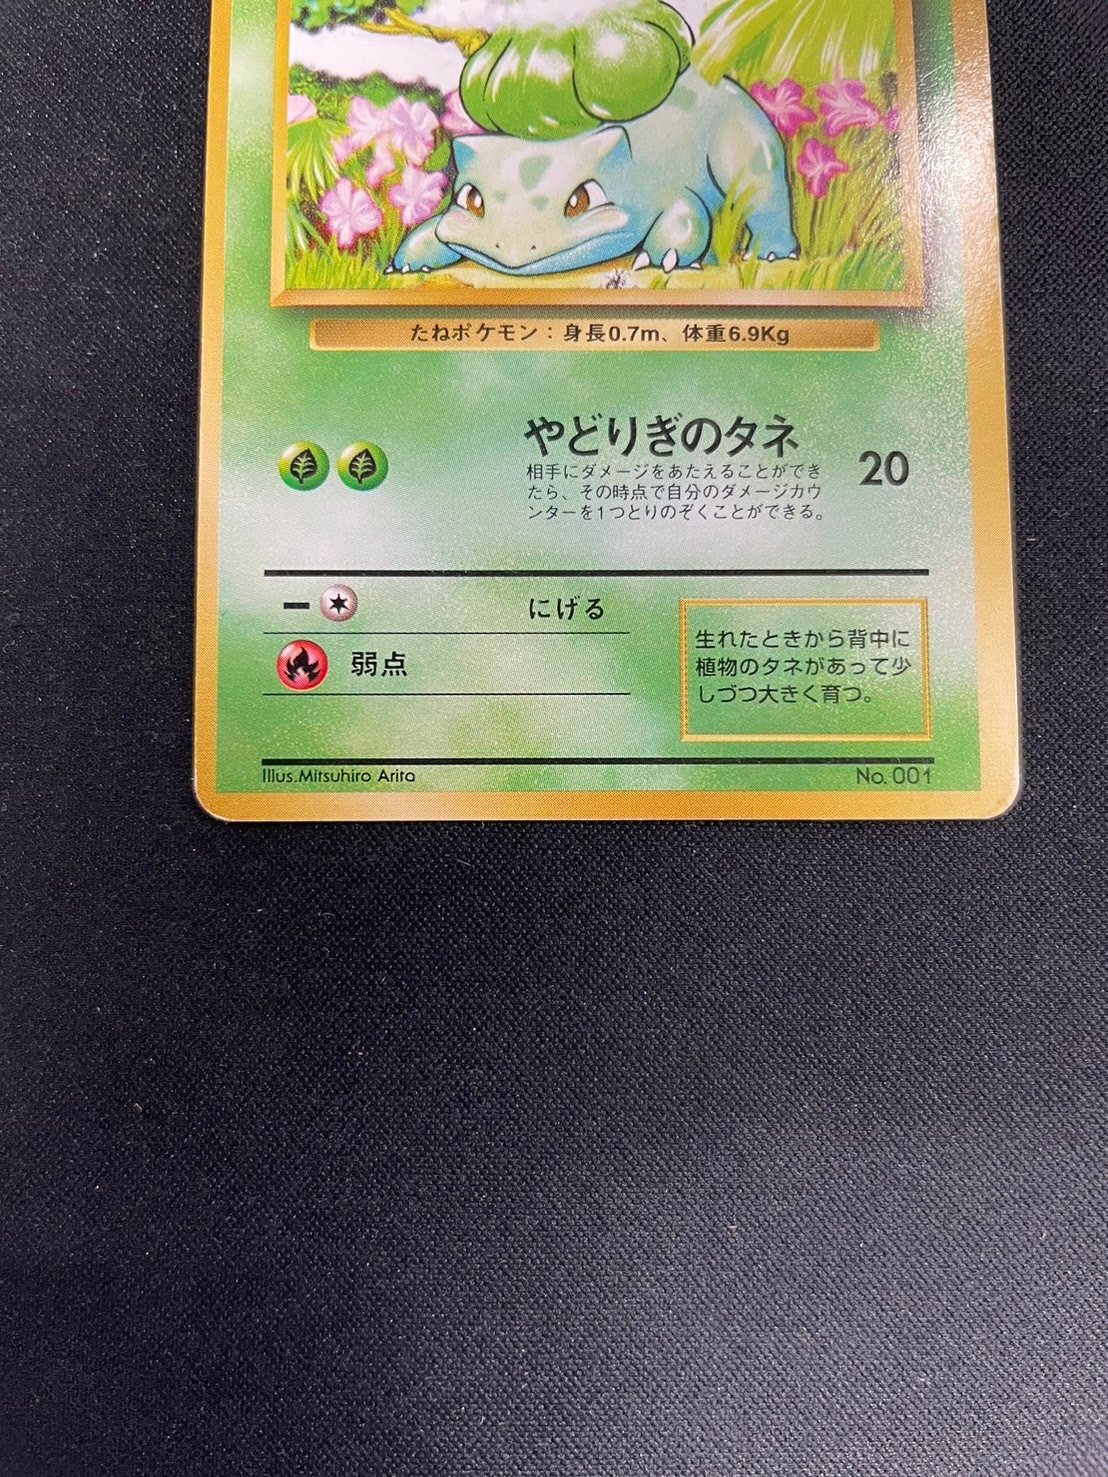 たねポケモン：身長0.7m、体重6.9Kg
やどりぎのタネ
相手にダメージをあたえることができ
たら、その時点で自分のダメージカウ
ンターを1つとりのぞくことができる。
20
にげる
弱点
生れたときから背中に
植物のタネがあって少
しづつ大きく育つ。
Illus.Mitsuhiro Arita
No.001